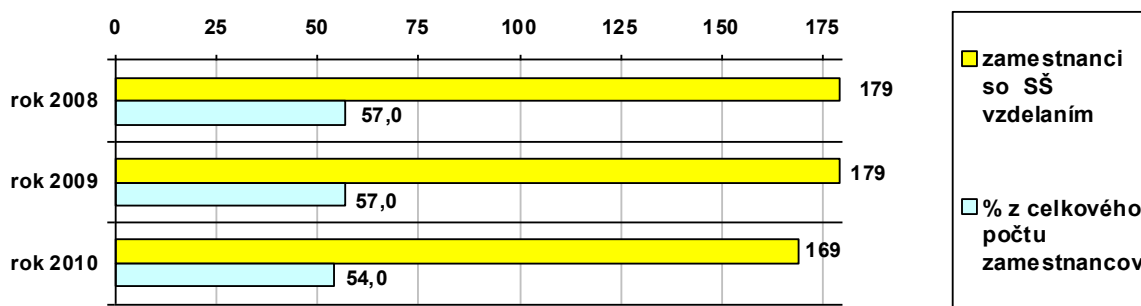 0 25 50 75 100 125 150 175
rok 2008
179
57,0
rok 2009
179
57,0
rok 2010
169
54,0
zamestnanci
so SŠ
vzdelaním
% z celkového
počtu
zamestnancov